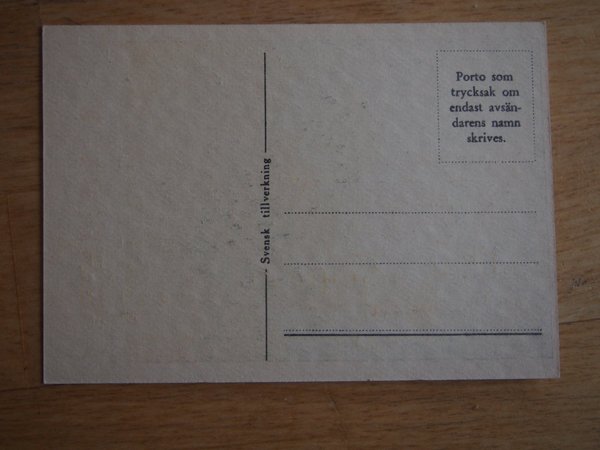 Porto som
trycksak om
endast avsän-
darens namn
skrives.
Svensk tillverkning